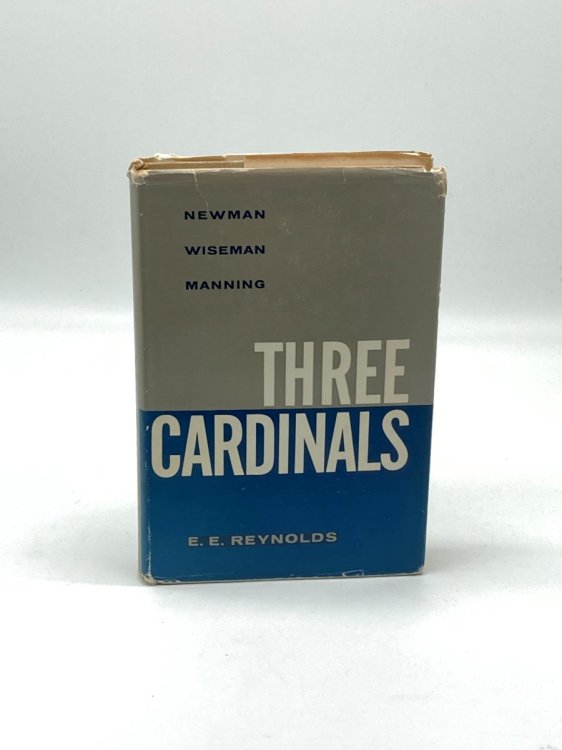 NEWMAN
WISEMAN
MANNING
THREE
CARDINALS
E. E. REYNOLDS